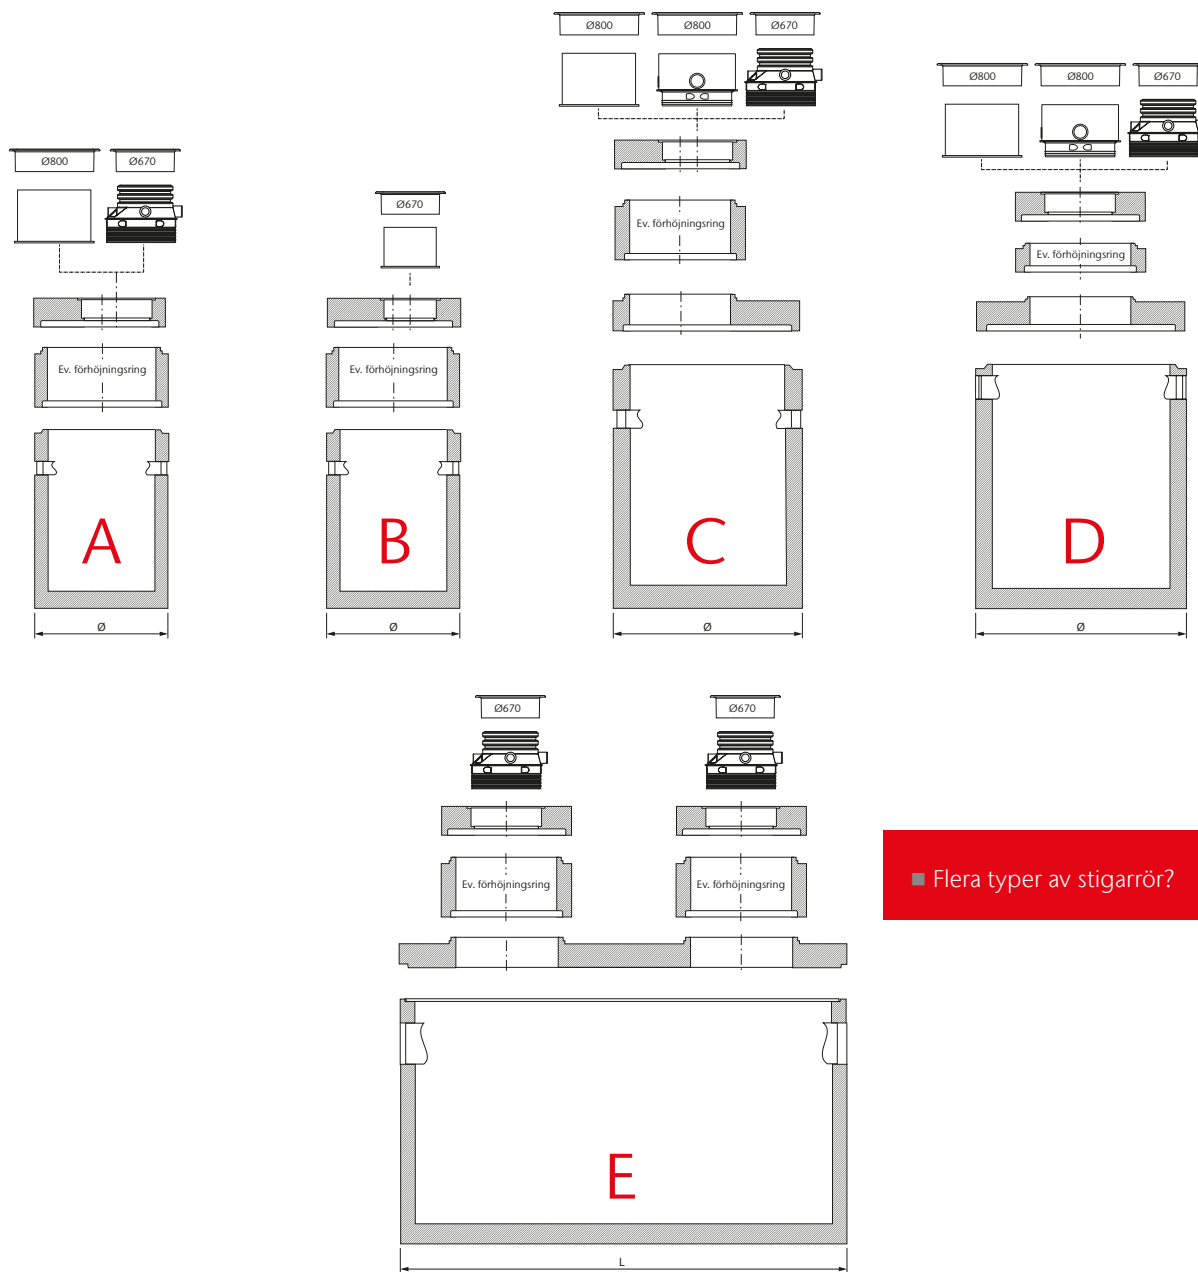 Ø800 Ø670
Ev. förhöjningsring
A
Ø
Ø670
Ev. förhöjningsring
B
Ø
Ø800 Ø800 Ø670
Ev. förhöjningsring
C
Ø
Ø800 Ø800 Ø670
Ev. förhöjningsring
D
Ø
Ø670 Ø670
Ev. förhöjningsring Ev. förhöjningsring
E
L
Flera typer av stigarrör?